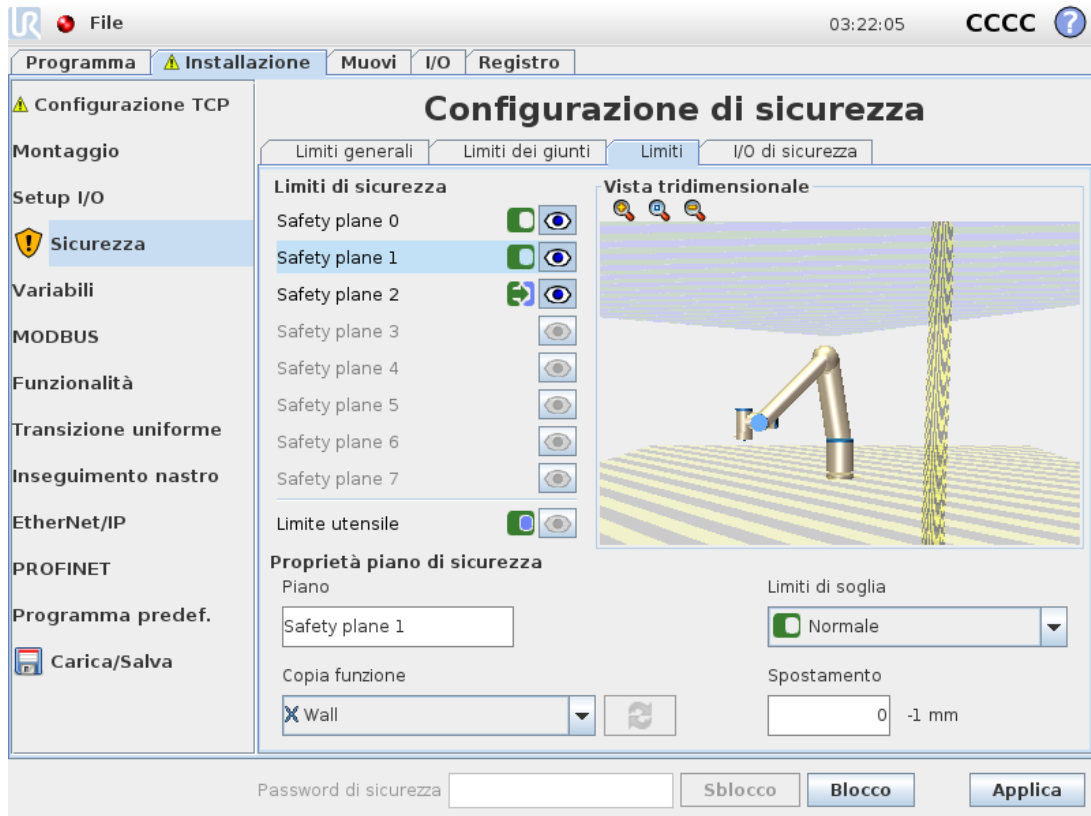 UR File 03:22:05 CCCC ?
Programma Installazione Muovi I/O Registro
Configurazione TCP
Montaggio
Setup I/O
Sicurezza
Variabili
MODBUS
Funzionalità
Transizione uniforme
Inseguimento nastro
EtherNet/IP
PROFINET
Programma predef.
Carica/Salva
Configurazione di sicurezza
Limiti generali Limiti dei giunti Limiti I/O di sicurezza
Limiti di sicurezza
Safety plane 0
Safety plane 1
Safety plane 2
Safety plane 3
Safety plane 4
Safety plane 5
Safety plane 6
Safety plane 7
Limite utensile
Vista tridimensionale
Proprietà piano di sicurezza
Piano
Safety plane 1
Limiti di soglia
Normale
Copia funzione
Wall
Spostamento
0 -1 mm
Password di sicurezza Sblocco Blocco Applica